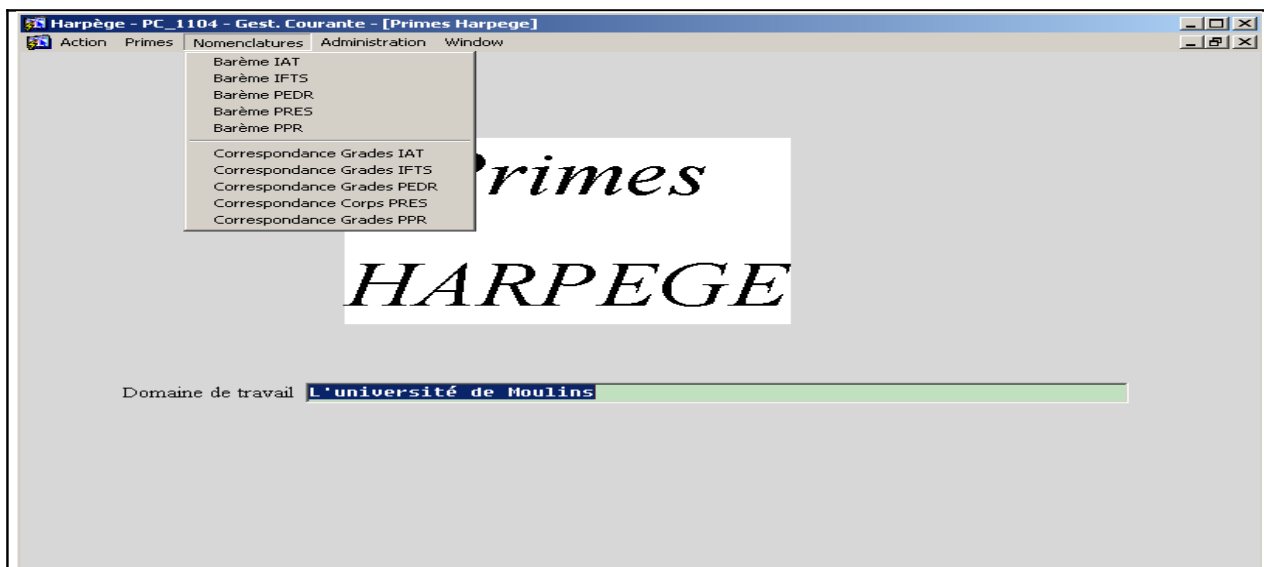 Harpège - PC_1104 - Gest. Courante - [Primes Harpege]
Action Primes Nomenclatures Administration Window
Barème IAT
Barème IFTS
Barème PEDR
Barème PRES
Barème PPR
Correspondance Grades IAT
Correspondance Grades IFTS
Correspondance Grades PEDR
Correspondance Corps PRES
Correspondance Grades PPR
Primes
HARPEGE
Domaine de travail L'université de Moulins